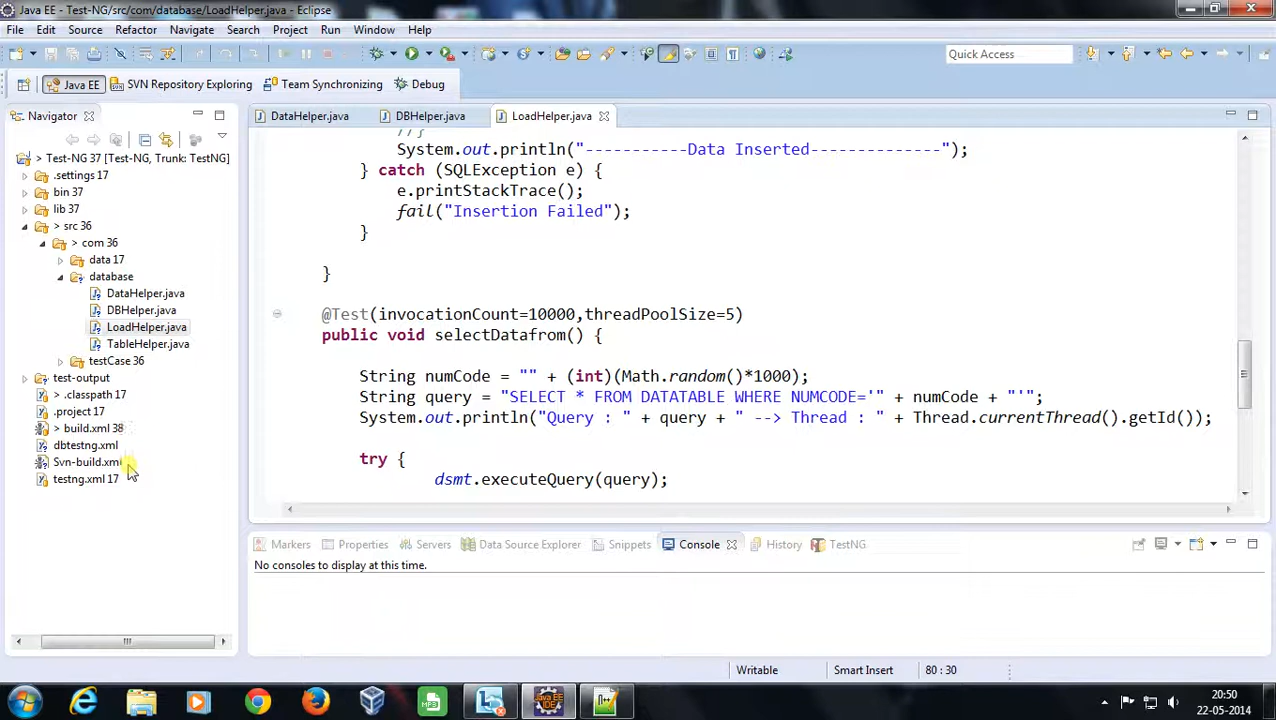 Java EE - Test-NG/src/com/database/LoadHelper.java - Eclipse
File Edit Source Refactor Navigate Search Project Run Window Help
Quick Access
Java EE SVN Repository Exploring Team Synchronizing Debug
Navigator
DataHelper.java DBHelper.java LoadHelper.java
> Test-NG 37 [Test-NG, Trunk: TestNG]
.settings 17
bin 37
lib 37
> src 36
> com 36
data 17
database
DataHelper.java
DBHelper.java
LoadHelper.java
TableHelper.java
testCase 36
test-output
> .classpath 17
.project 17
> build.xml 38
dbtestng.xml
Svn-build.xml
testng.xml 17
//}
System.out.println("-----------Data Inserted--------------");
} catch (SQLException e) {
e.printStackTrace();
fail("Insertion Failed");
}
}
@Test(invocationCount=10000,threadPoolSize=5)
public void selectDatafrom() {
String numCode = "" + (int)(Math.random()*1000);
String query = "SELECT * FROM DATATABLE WHERE NUMCODE='" + numCode + "'";
System.out.println("Query : " + query + " --> Thread : " + Thread.currentThread().getId());
try {
dsmt.executeQuery(query);
Markers Properties Servers Data Source Explorer Snippets Console History TestNG
No consoles to display at this time.
Writable Smart Insert 80 : 30
20:50
22-05-2014